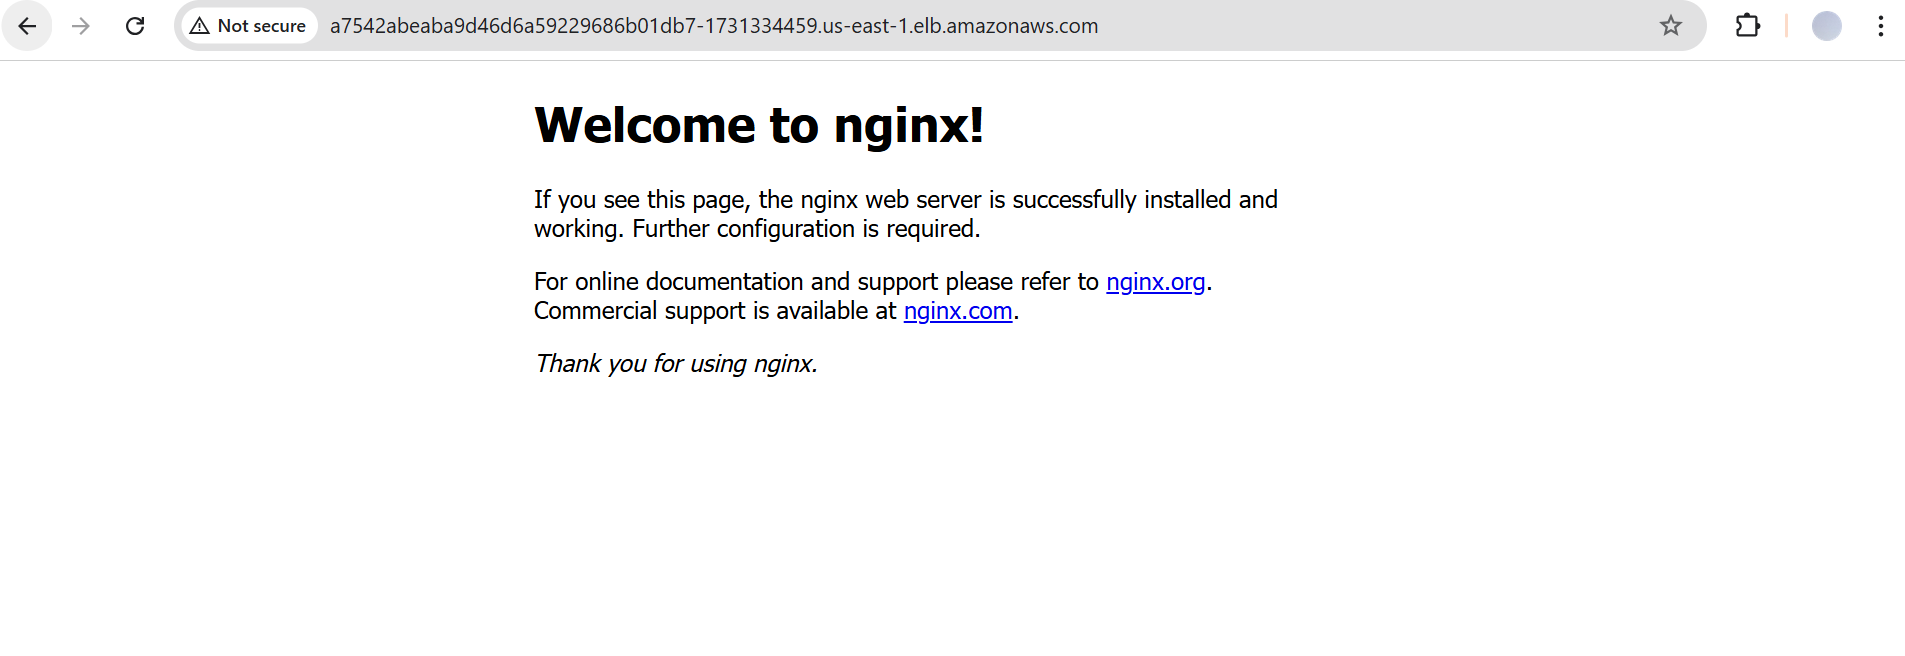 Not secure a7542abeaba9d46d6a59229686b01db7-1731334459.us-east-1.elb.amazonaws.com
Welcome to nginx!
If you see this page, the nginx web server is successfully installed and
working. Further configuration is required.
For online documentation and support please refer to nginx.org.
Commercial support is available at nginx.com.
Thank you for using nginx.